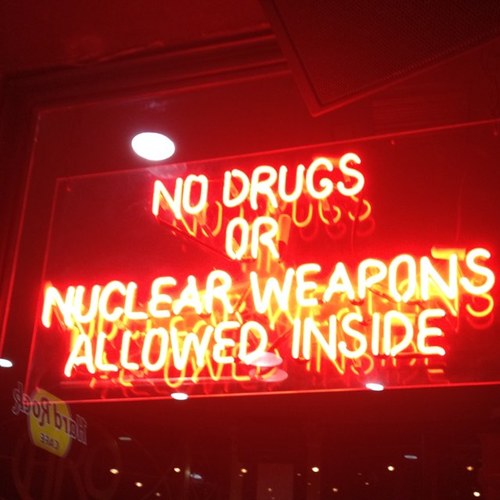 NO DRUGS
OR
NUCLEAR WEAPONS
ALLOWED INSIDE
Hard Rock
CAFE